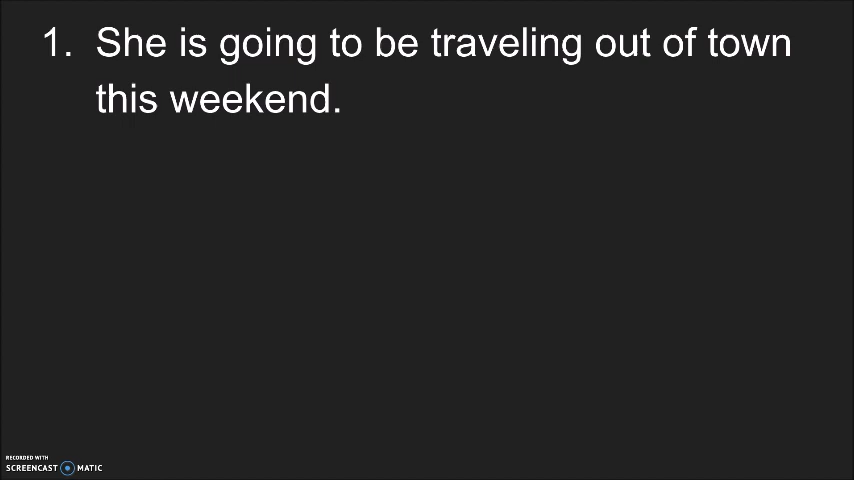 1. She is going to be traveling out of town
this weekend.
RECORDED WITH
SCREENCAST MATIC